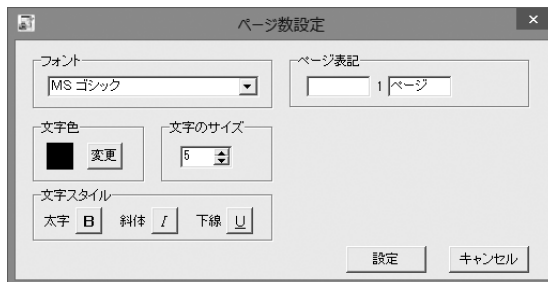 ページ数設定
フォント
MS ゴシック
ページ表記
1 ページ
文字色
変更
文字のサイズ
5
文字スタイル
太字 B 斜体 I 下線 U
設定 キャンセル